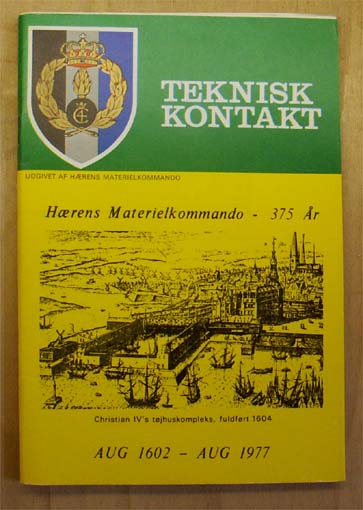 TEKNISK
KONTAKT
UDGIVET AF HÆRENS MATERIELKOMMANDO
Hærens Materielkommando - 375 År
Christian IV's tøjhuskompleks, fuldført 1604
AUG 1602 - AUG 1977